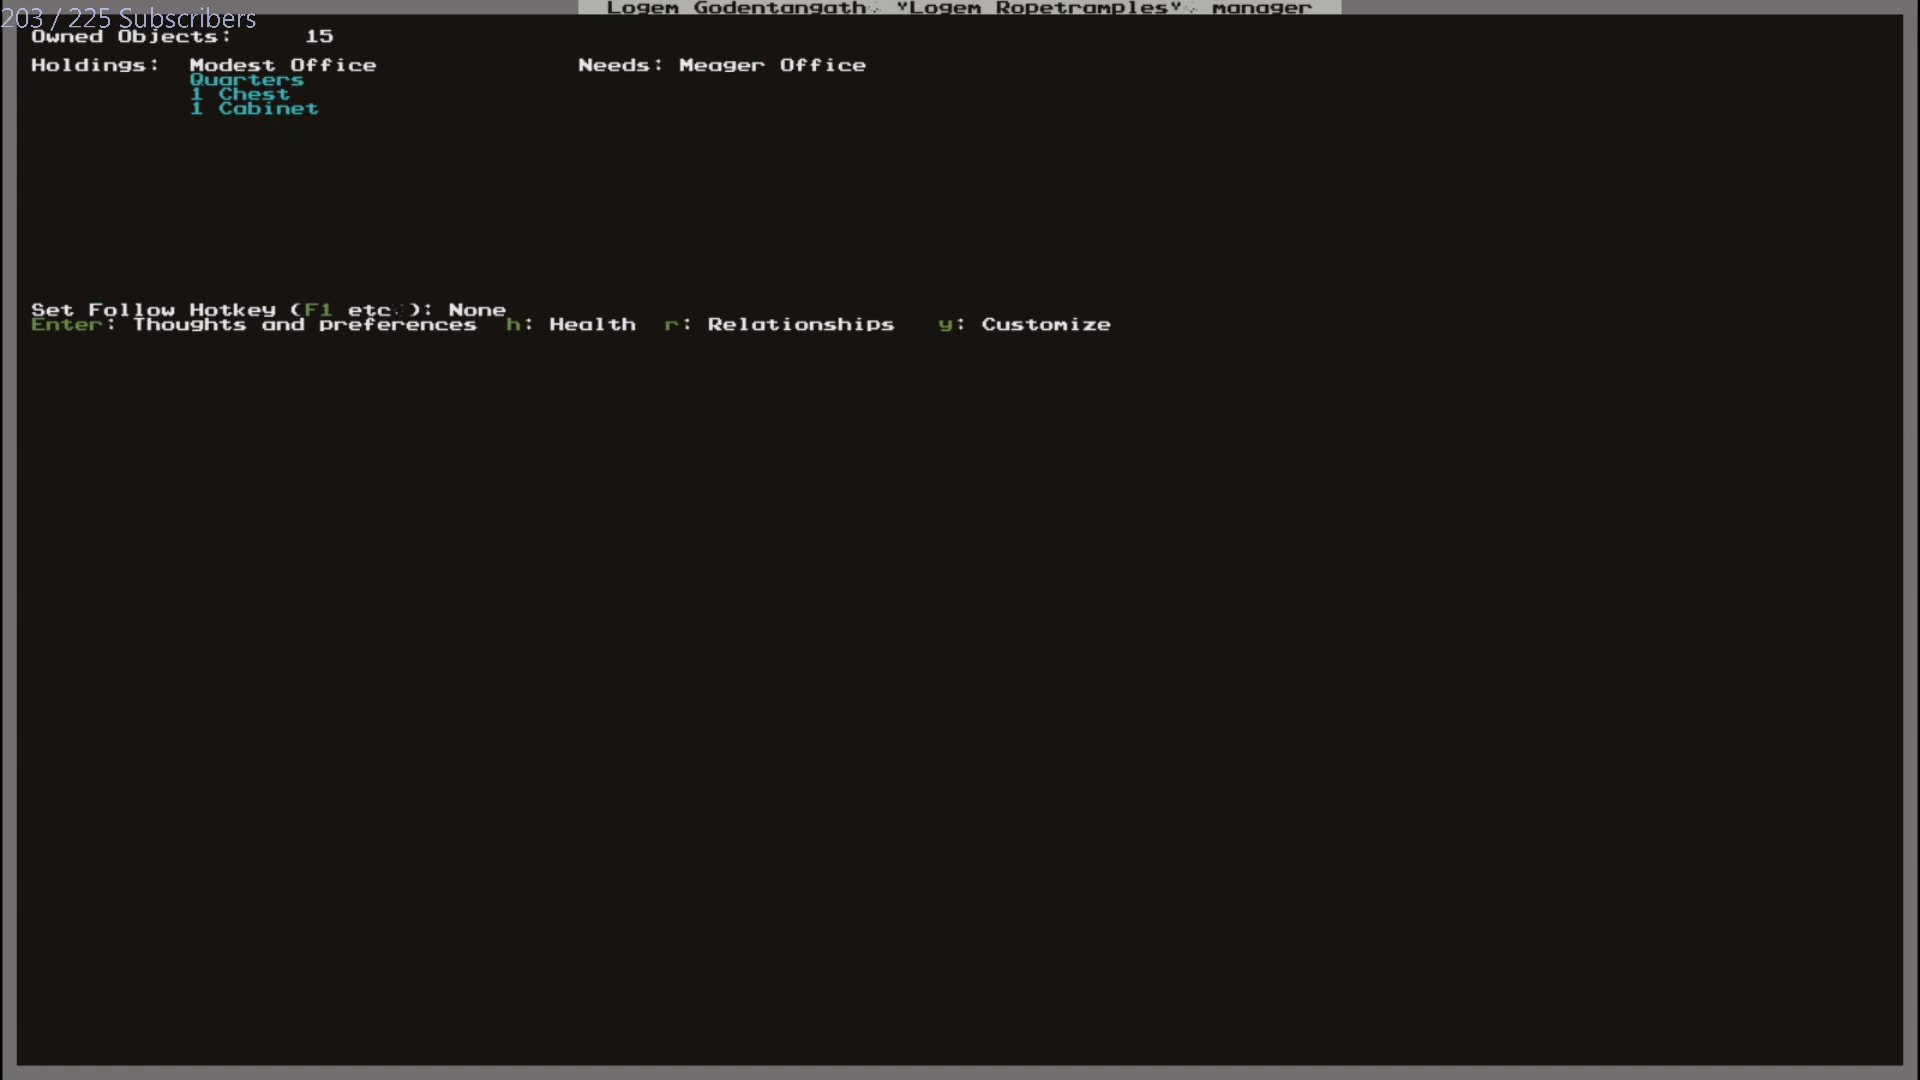 Logem Godentangath "Logem Ropetramples" manager
203 / 225 Subscribers
Owned Objects: 15
Holdings: Modest Office Needs: Meager Office
Quarters
1 Chest
1 Cabinet
Set Follow Hotkey (F1 etc.): None
Enter: Thoughts and preferences h: Health r: Relationships y: Customize